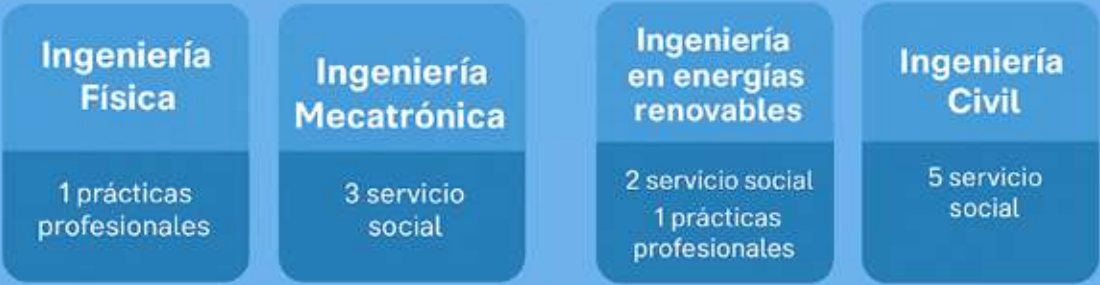 Ingeniería
Física
1 prácticas
profesionales
Ingeniería
Mecatrónica
3 servicio
social
Ingeniería
en energías
renovables
2 servicio social
1 prácticas
profesionales
Ingeniería
Civil
5 servicio
social